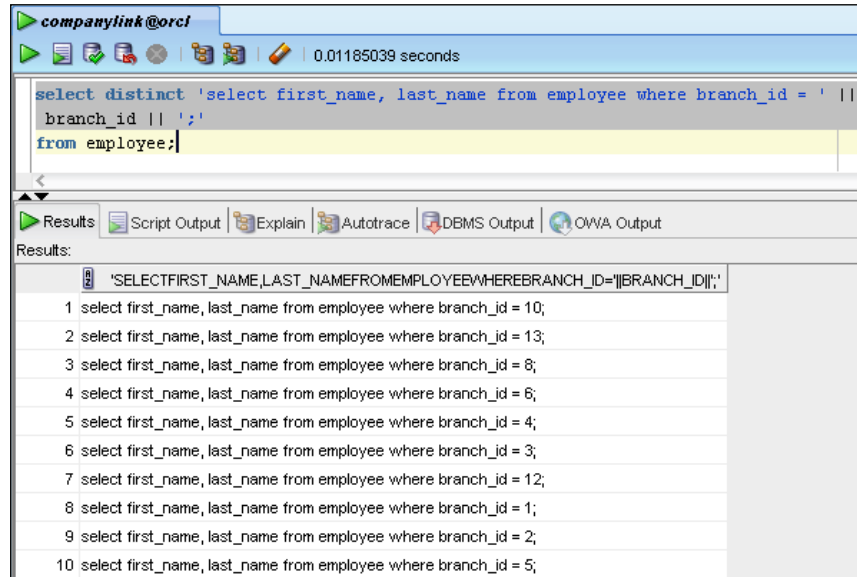 companylink@orcl
0.01185039 seconds
select distinct 'select first_name, last_name from employee where branch_id = ' ||
branch_id || ';'
from employee;
Results Script Output Explain Autotrace DBMS Output OWA Output
Results:
'SELECTFIRST_NAME,LAST_NAMEFROMEMPLOYEEWHEREBRANCH_ID='||BRANCH_ID||';'
1 select first_name, last_name from employee where branch_id = 10;
2 select first_name, last_name from employee where branch_id = 13;
3 select first_name, last_name from employee where branch_id = 8;
4 select first_name, last_name from employee where branch_id = 6;
5 select first_name, last_name from employee where branch_id = 4;
6 select first_name, last_name from employee where branch_id = 3;
7 select first_name, last_name from employee where branch_id = 12;
8 select first_name, last_name from employee where branch_id = 1;
9 select first_name, last_name from employee where branch_id = 2;
10 select first_name, last_name from employee where branch_id = 5;